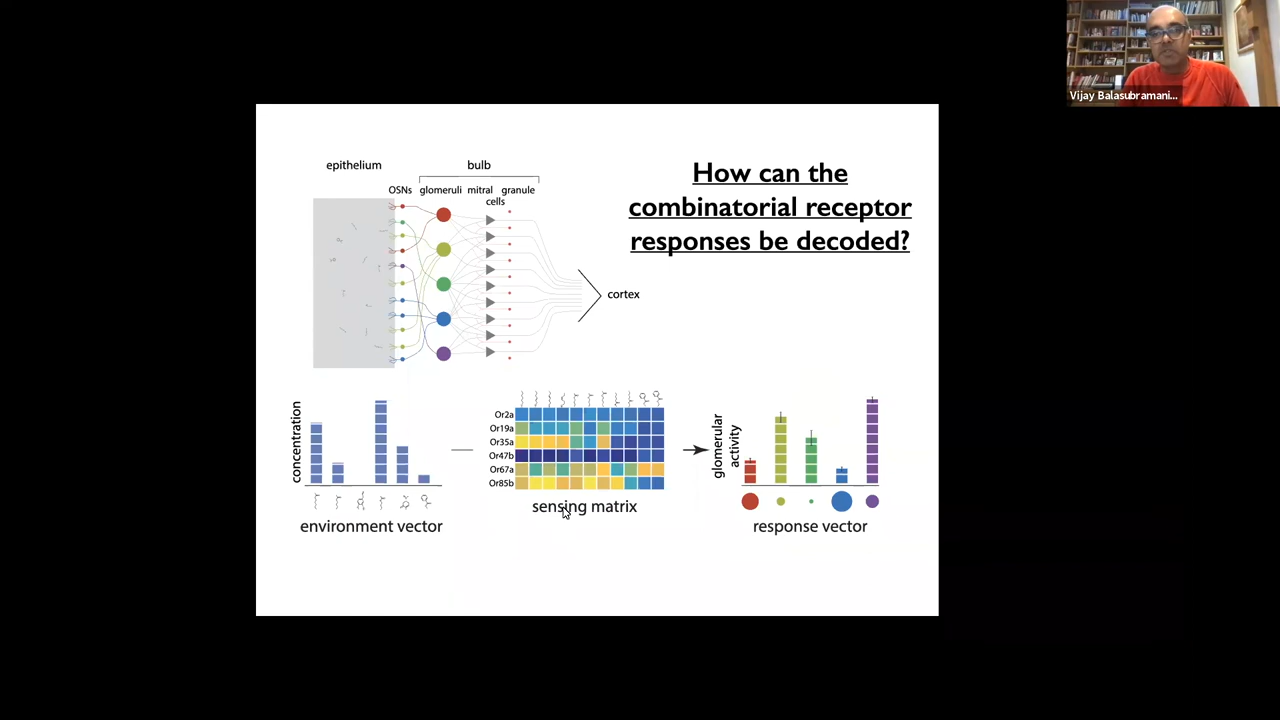 Vijay Balasubramani...
How can the
combinatorial receptor
responses be decoded?
epithelium
bulb
OSNs
glomeruli
mitral
cells
granule
cortex
concentration
environment vector
Or2a
Or19a
Or35a
Or47b
Or67a
Or85b
sensing matrix
glomerular
activity
response vector